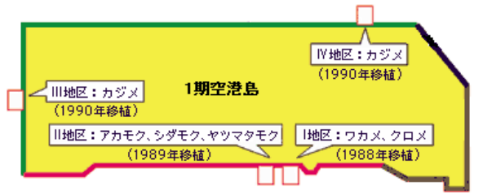 IV地区：カジメ
（1990年移植）
III地区：カジメ
（1990年移植）
1期空港島
II地区：アカモク、シダモク、ヤツマタモク
（1989年移植）
I地区：ワカメ、クロメ
（1988年移植）